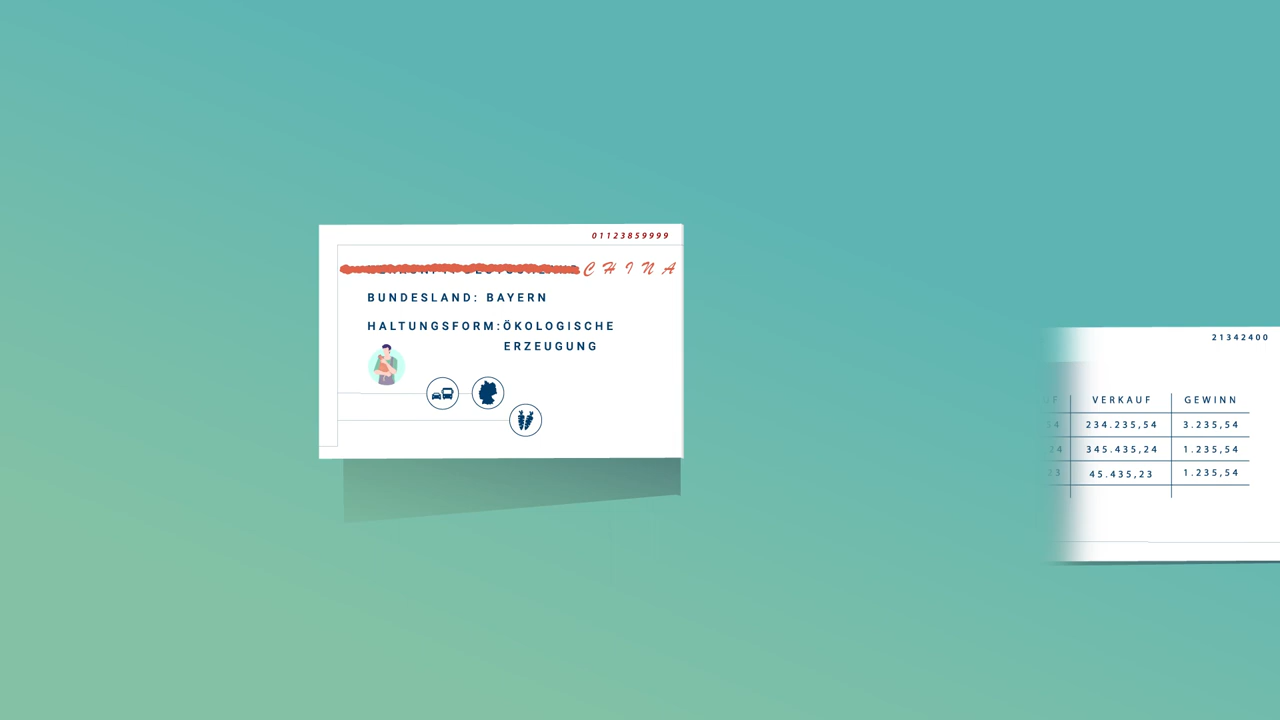 01123859999
CHINA
BUNDESLAND: BAYERN
HALTUNGSFORM:ÖKOLOGISCHE
ERZEUGUNG
21342400
VERKAUF GEWINN
234.235,54 3.235,54
345.435,24 1.235,54
45.435,23 1.235,54